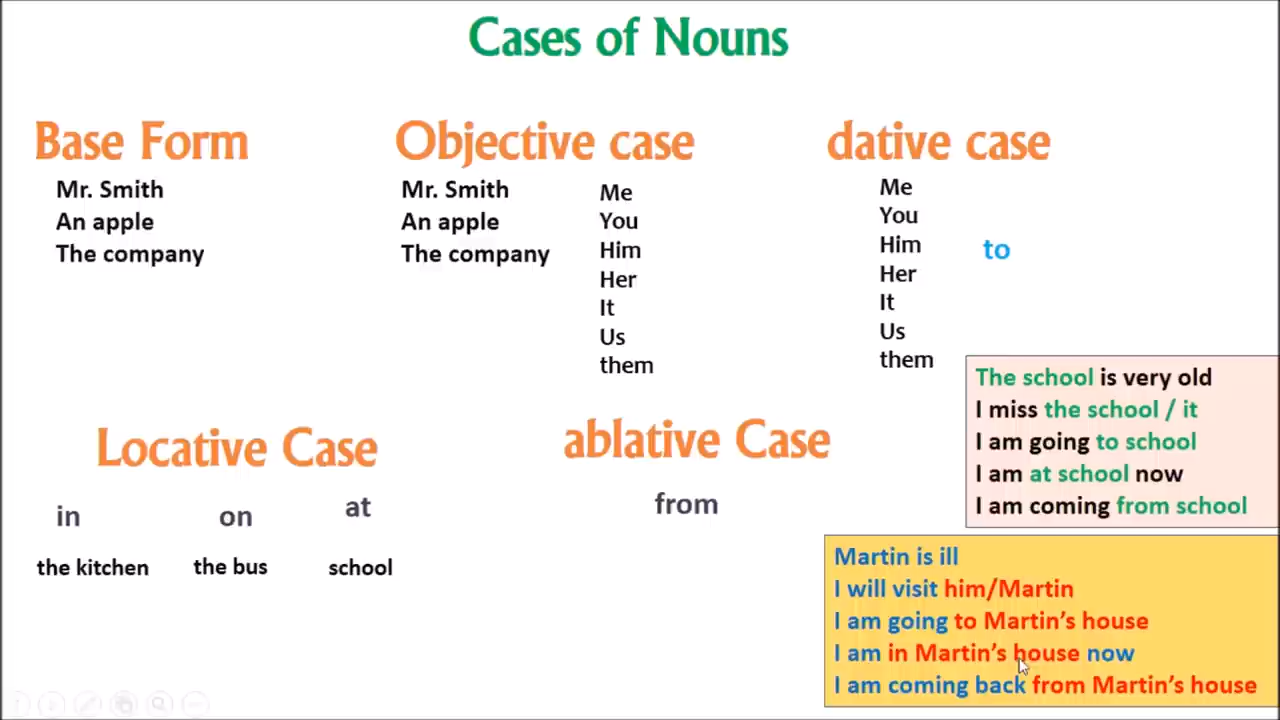 Cases of Nouns
Base Form
Mr. Smith
An apple
The company
Objective case
Mr. Smith
An apple
The company
Me
You
Him
Her
It
Us
them
dative case
Me
You
Him
Her
It
Us
them
to
Locative Case
in
on
at
the kitchen
the bus
school
ablative Case
from
The school is very old
I miss the school / it
I am going to school
I am at school now
I am coming from school
Martin is ill
I will visit him/Martin
I am going to Martin’s house
I am in Martin’s house now
I am coming back from Martin’s house